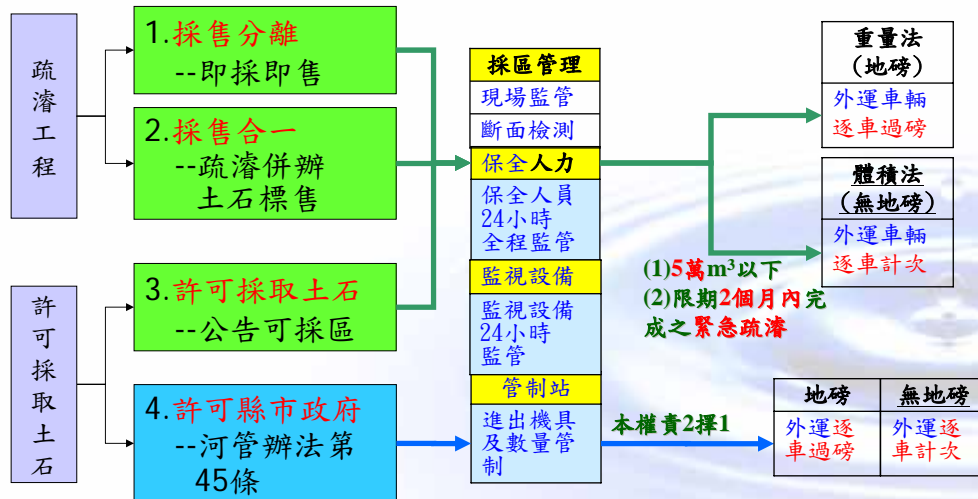 疏濬工程
許可採取土石
1.採售分離
--即採即售
2.採售合一
--疏濬併辦
土石標售
3.許可採取土石
--公告可採區
4.許可縣市政府
--河管辦法第
45條
採區管理
現場監管
斷面檢測
保全人力
保全人員
24小時
全程監管
監視設備
監視設備
24小時
監管
管制站
進出機具
及數量管
制
重量法
(地磅)
外運車輛
逐車過磅
體積法
(無地磅)
外運車輛
逐車計次
(1)5萬m³以下
(2)限期2個月內完
成之緊急疏濬
本權責2擇1
地磅
外運逐
車過磅
無地磅
外運逐
車計次